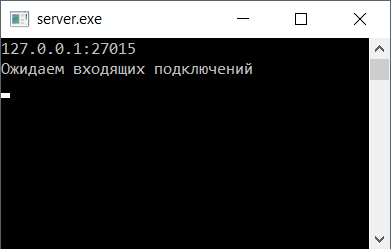 server.exe
127.0.0.1:27015
Ожидаем входящих подключений